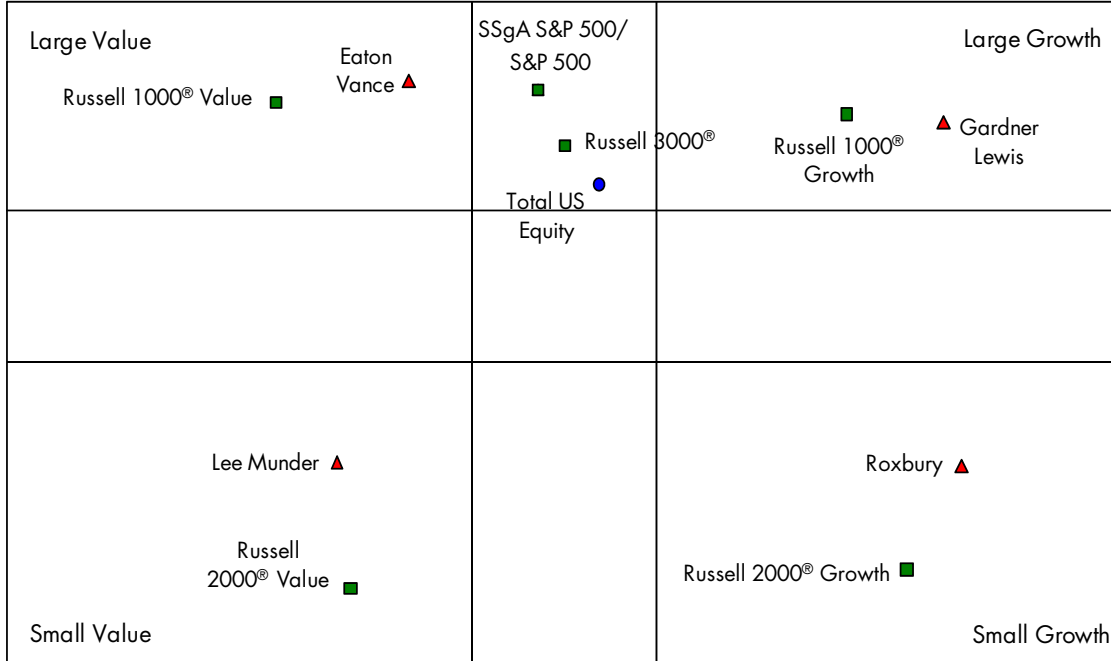 Large Value
Eaton
Vance
Russell 1000® Value
SSgA S&P 500/
S&P 500
Russell 3000®
Total US
Equity
Large Growth
Russell 1000®
Growth
Gardner
Lewis
Lee Munder
Russell
2000® Value
Small Value
Roxbury
Russell 2000® Growth
Small Growth